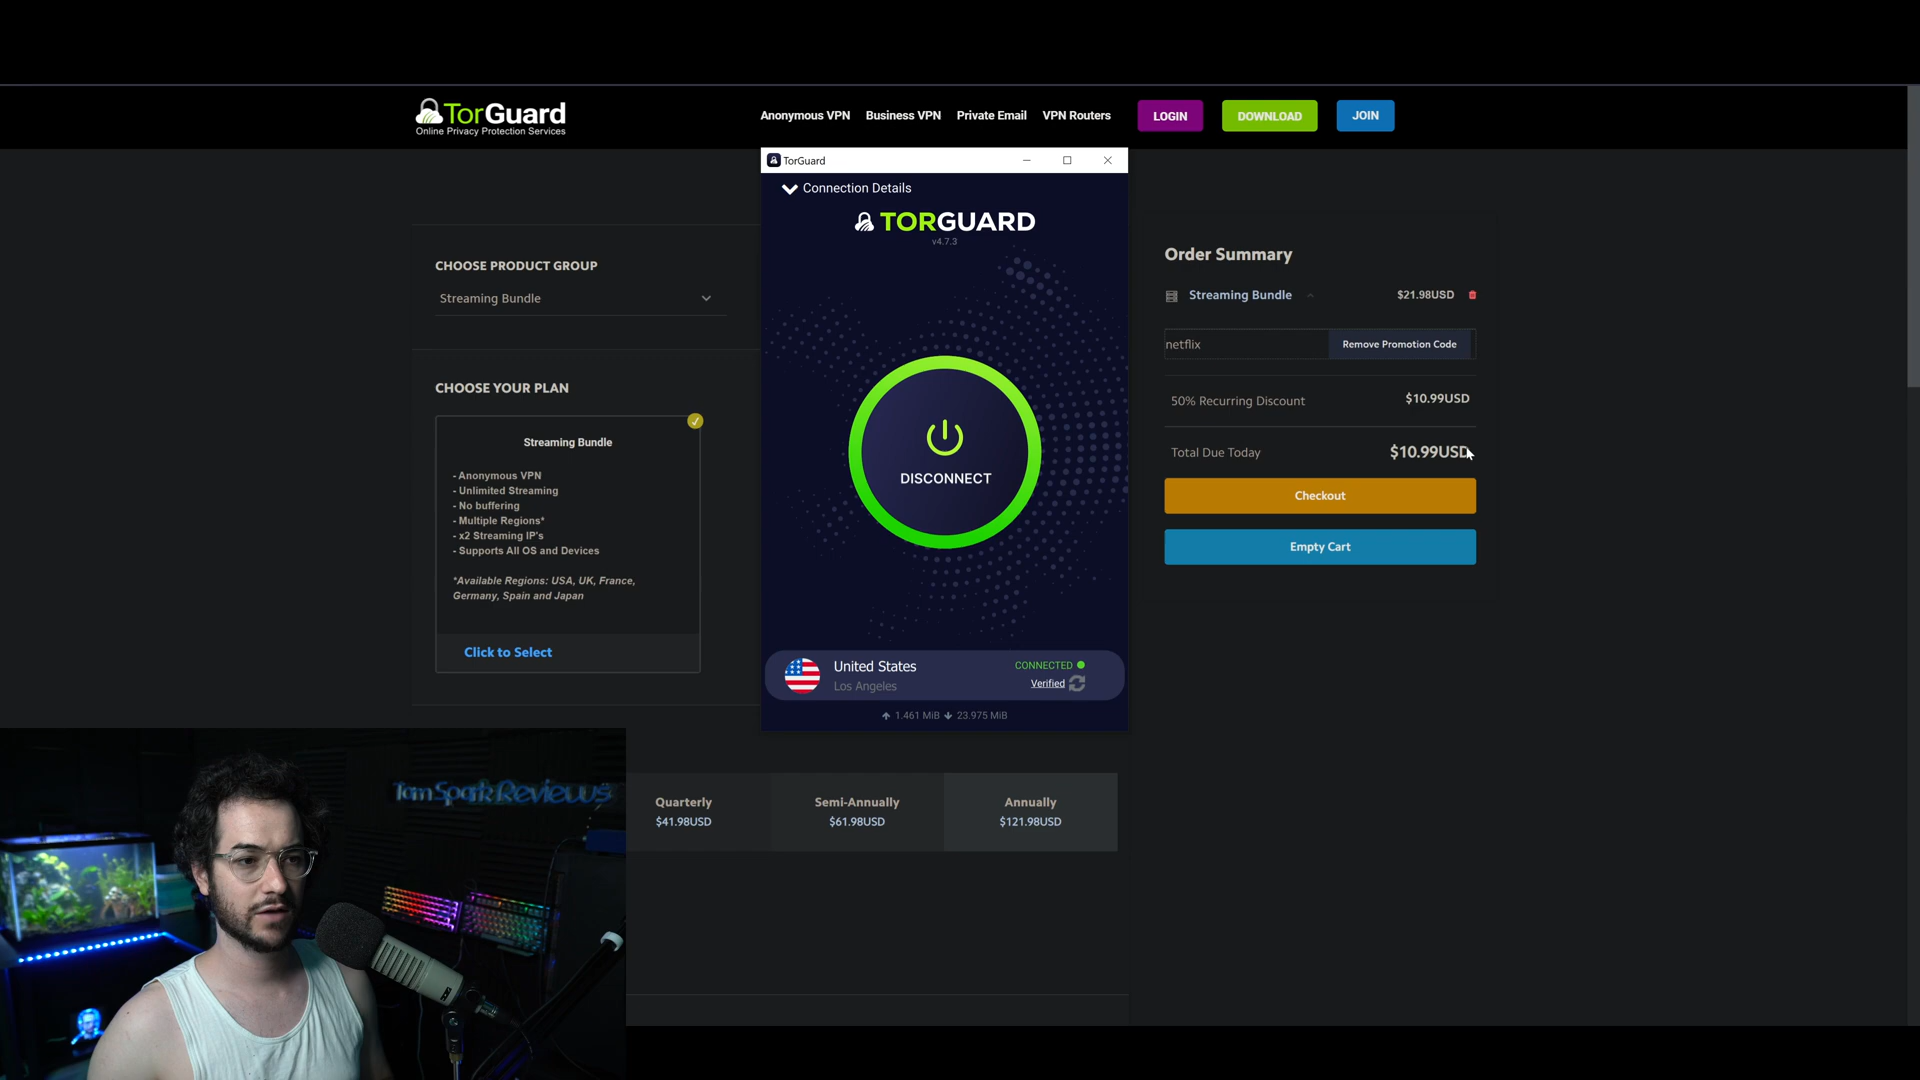 TorGuard
Online Privacy Protection Services
Anonymous VPN
Business VPN
Private Email
VPN Routers
LOGIN
DOWNLOAD
JOIN
TorGuard
Connection Details
TORGUARD
v4.7.3
DISCONNECT
United States
Los Angeles
CONNECTED
Verified
1.461 MiB 23.975 MiB
CHOOSE PRODUCT GROUP
Streaming Bundle
CHOOSE YOUR PLAN
Streaming Bundle
- Anonymous VPN
- Unlimited Streaming
- No buffering
- Multiple Regions*
- x2 Streaming IP's
- Supports All OS and Devices
*Available Regions: USA, UK, France,
Germany, Spain and Japan
Click to Select
Order Summary
Streaming Bundle $21.98USD
netflix Remove Promotion Code
50% Recurring Discount $10.99USD
Total Due Today $10.99USD
Checkout
Empty Cart
Quarterly
$41.98USD
Semi-Annually
$61.98USD
Annually
$121.98USD
Tom Spark Reviews